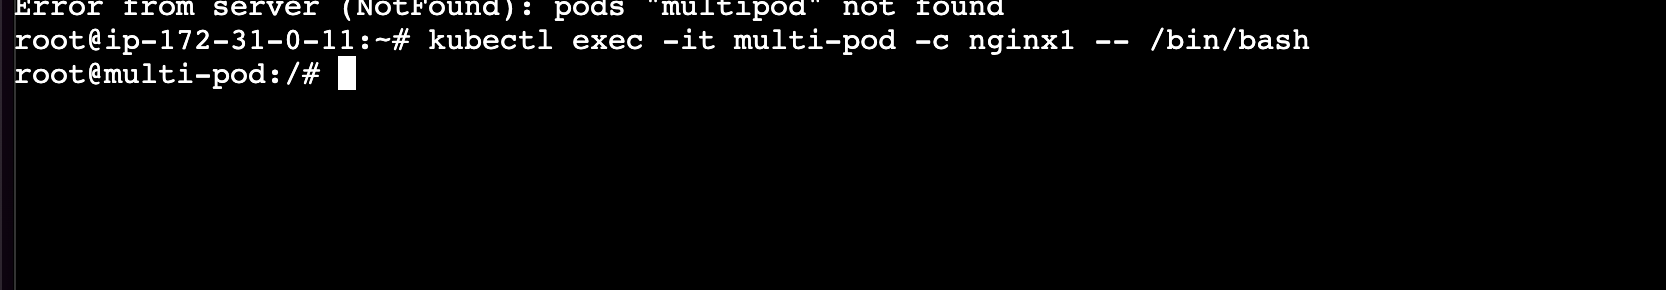 Error from server (NotFound): pods "multipod" not found
root@ip-172-31-0-11:~# kubectl exec -it multi-pod -c nginx1 -- /bin/bash
root@multi-pod:/#